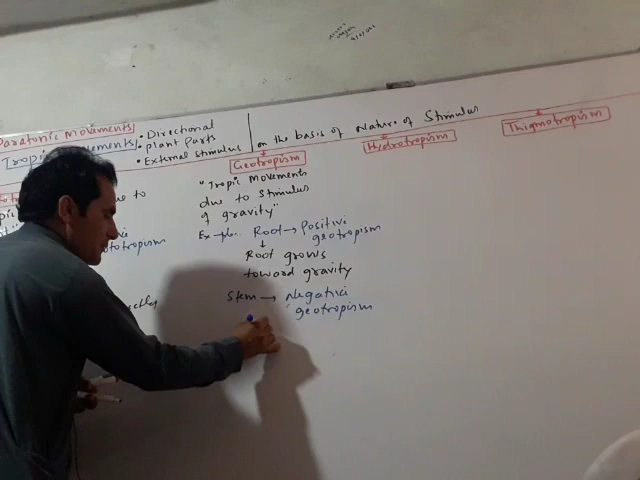 Paratonic Movements
Tropic Movements
• Directional
• Plant Parts
• External stimulus
on the basis of Nature of Stimulus
Geotropism
Hydrotropism
Thigmotropism
"Tropic Movements
due to stimulus
of gravity"
Ex-ple. Root → Positive
geotropism
↓
Root grows
toward gravity
Stem → Negative
geotropism
to